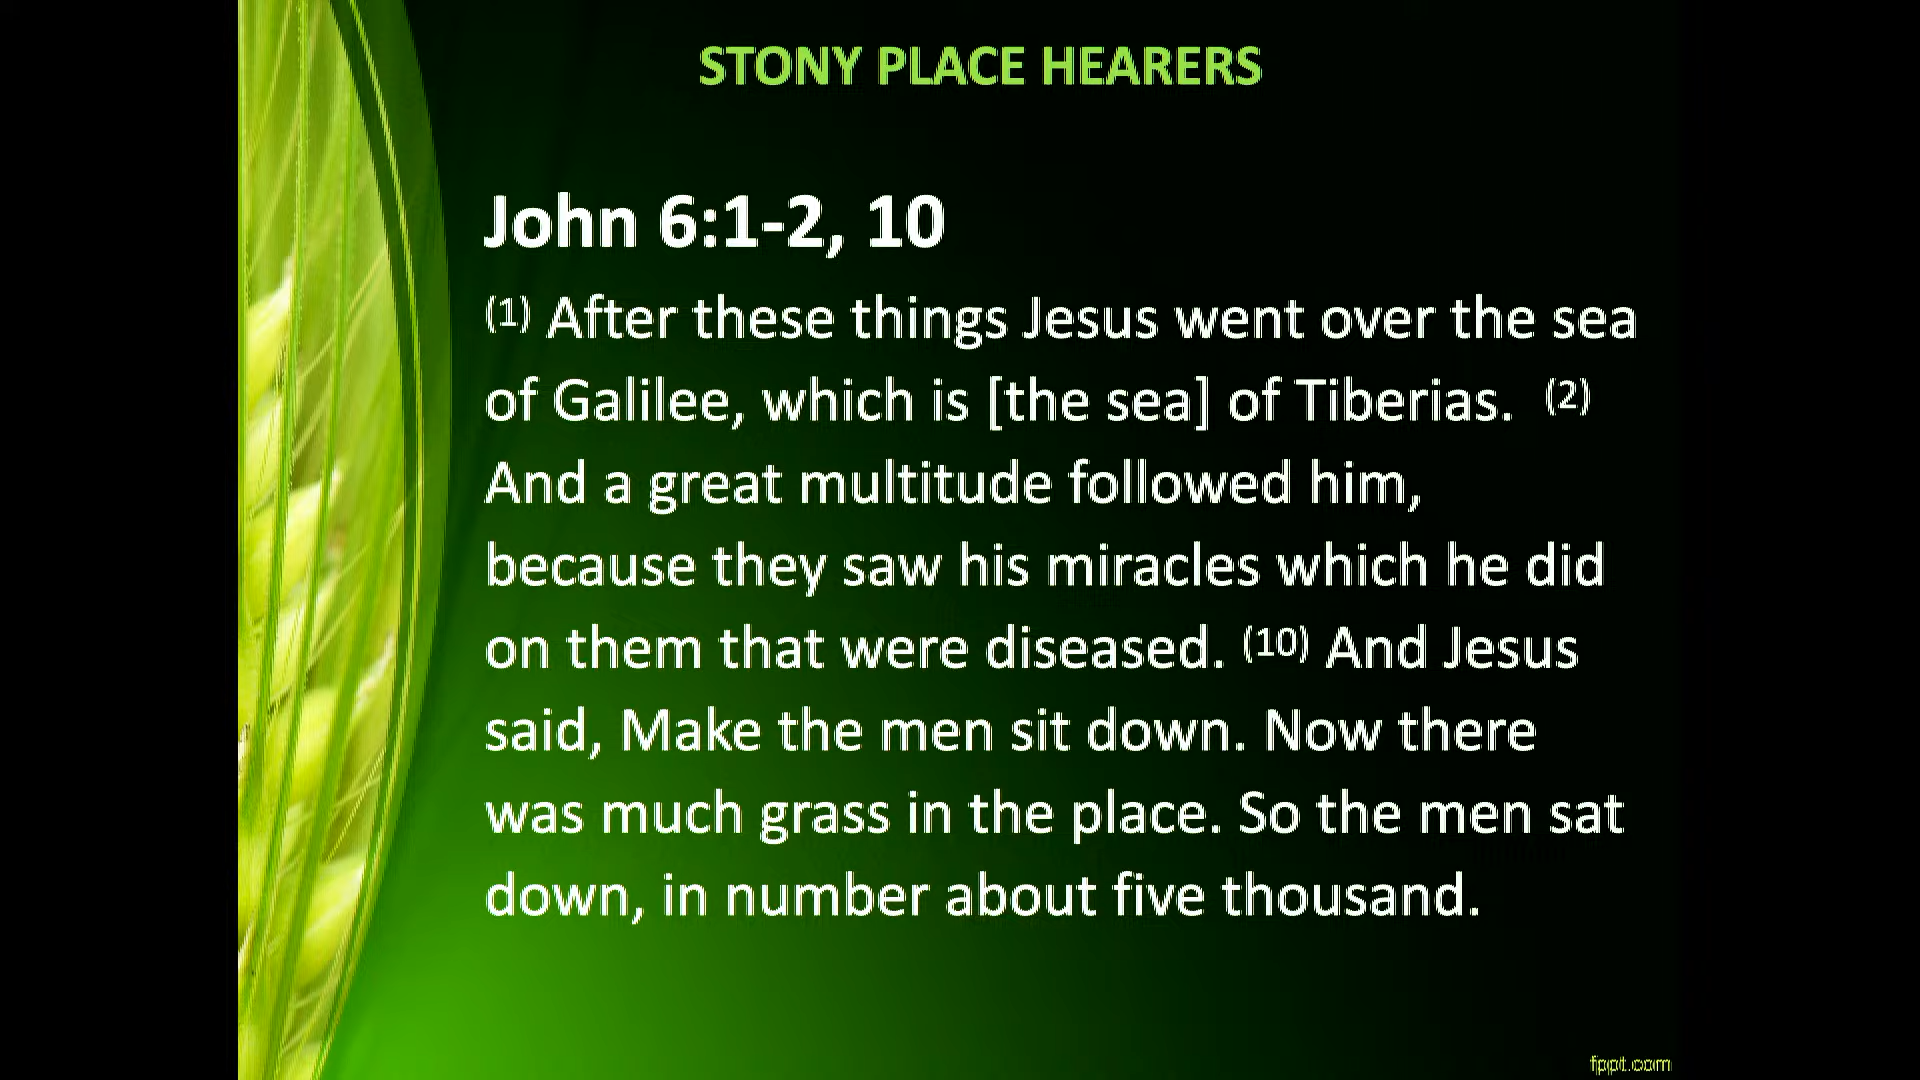 STONY PLACE HEARERS
John 6:1-2, 10
(1) After these things Jesus went over the sea
of Galilee, which is [the sea] of Tiberias. (2)
And a great multitude followed him,
because they saw his miracles which he did
on them that were diseased. (10) And Jesus
said, Make the men sit down. Now there
was much grass in the place. So the men sat
down, in number about five thousand.
fppt.com